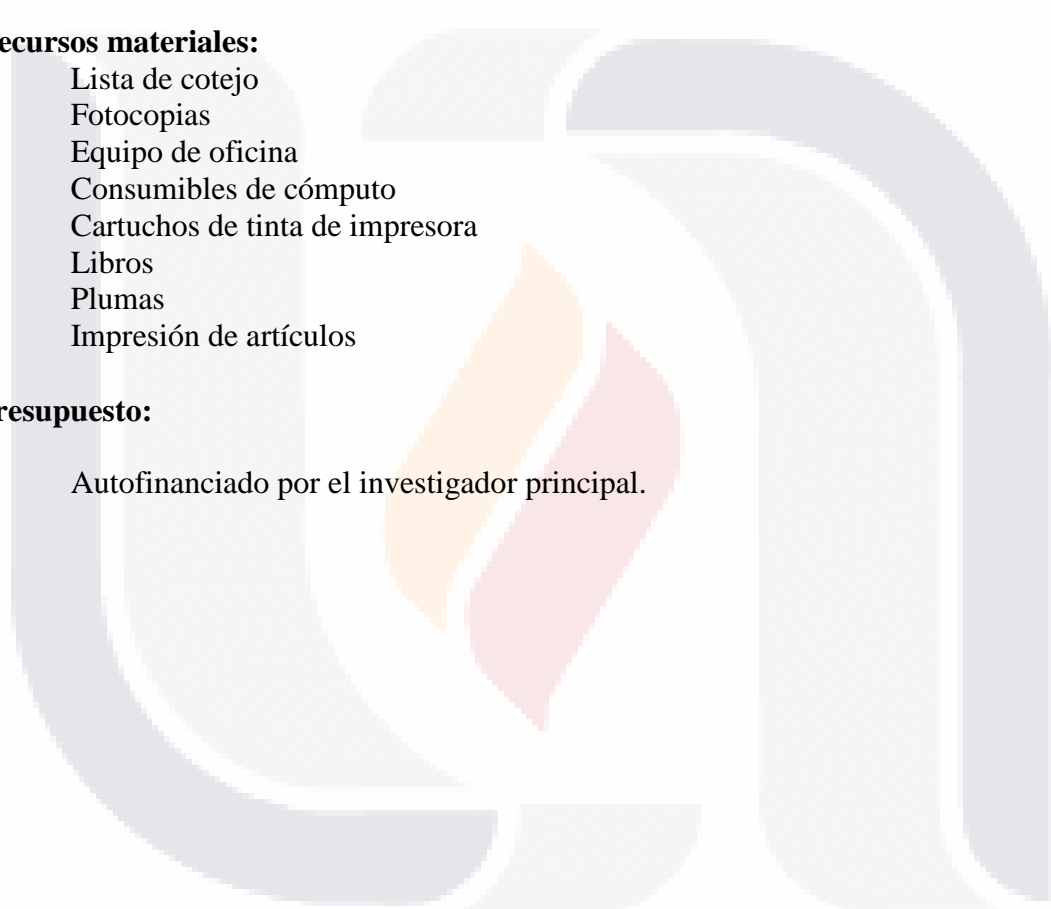 ecursos materiales:
Lista de cotejo
Fotocopias
Equipo de oficina
Consumibles de cómputo
Cartuchos de tinta de impresora
Libros
Plumas
Impresión de artículos
resupuesto:
Autofinanciado por el investigador principal.